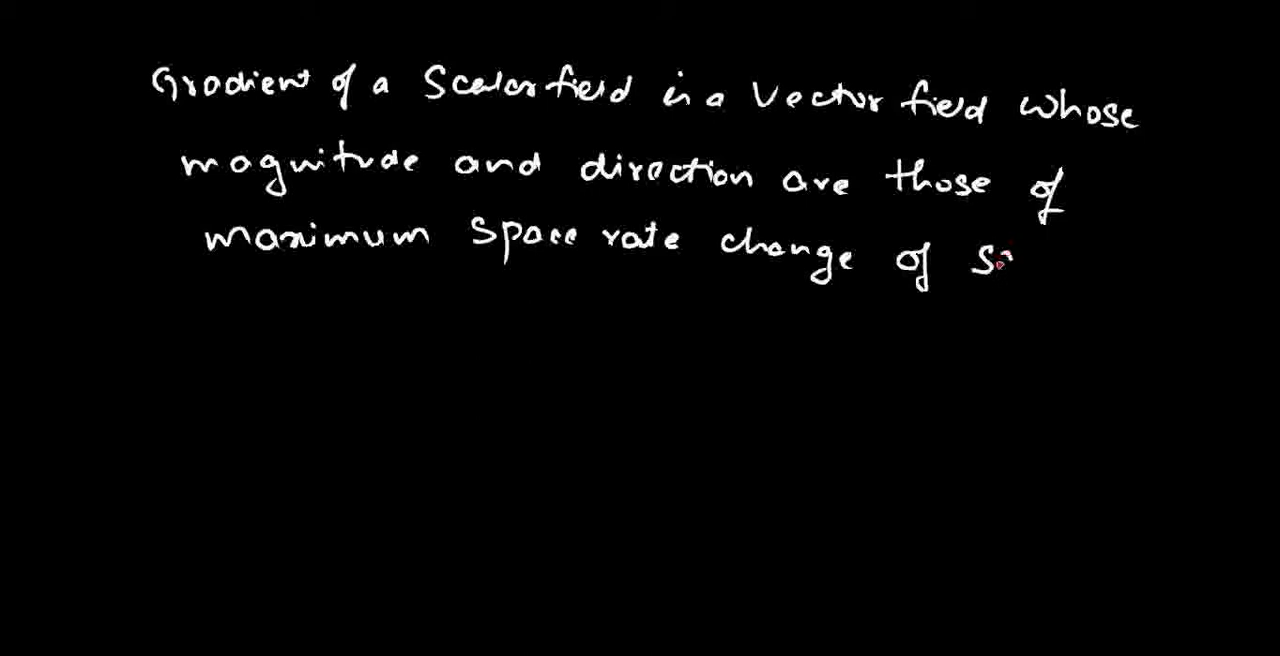 Gradient of a Scalar field is a Vector field whose
magnitude and direction are those of
maximum space rate change of